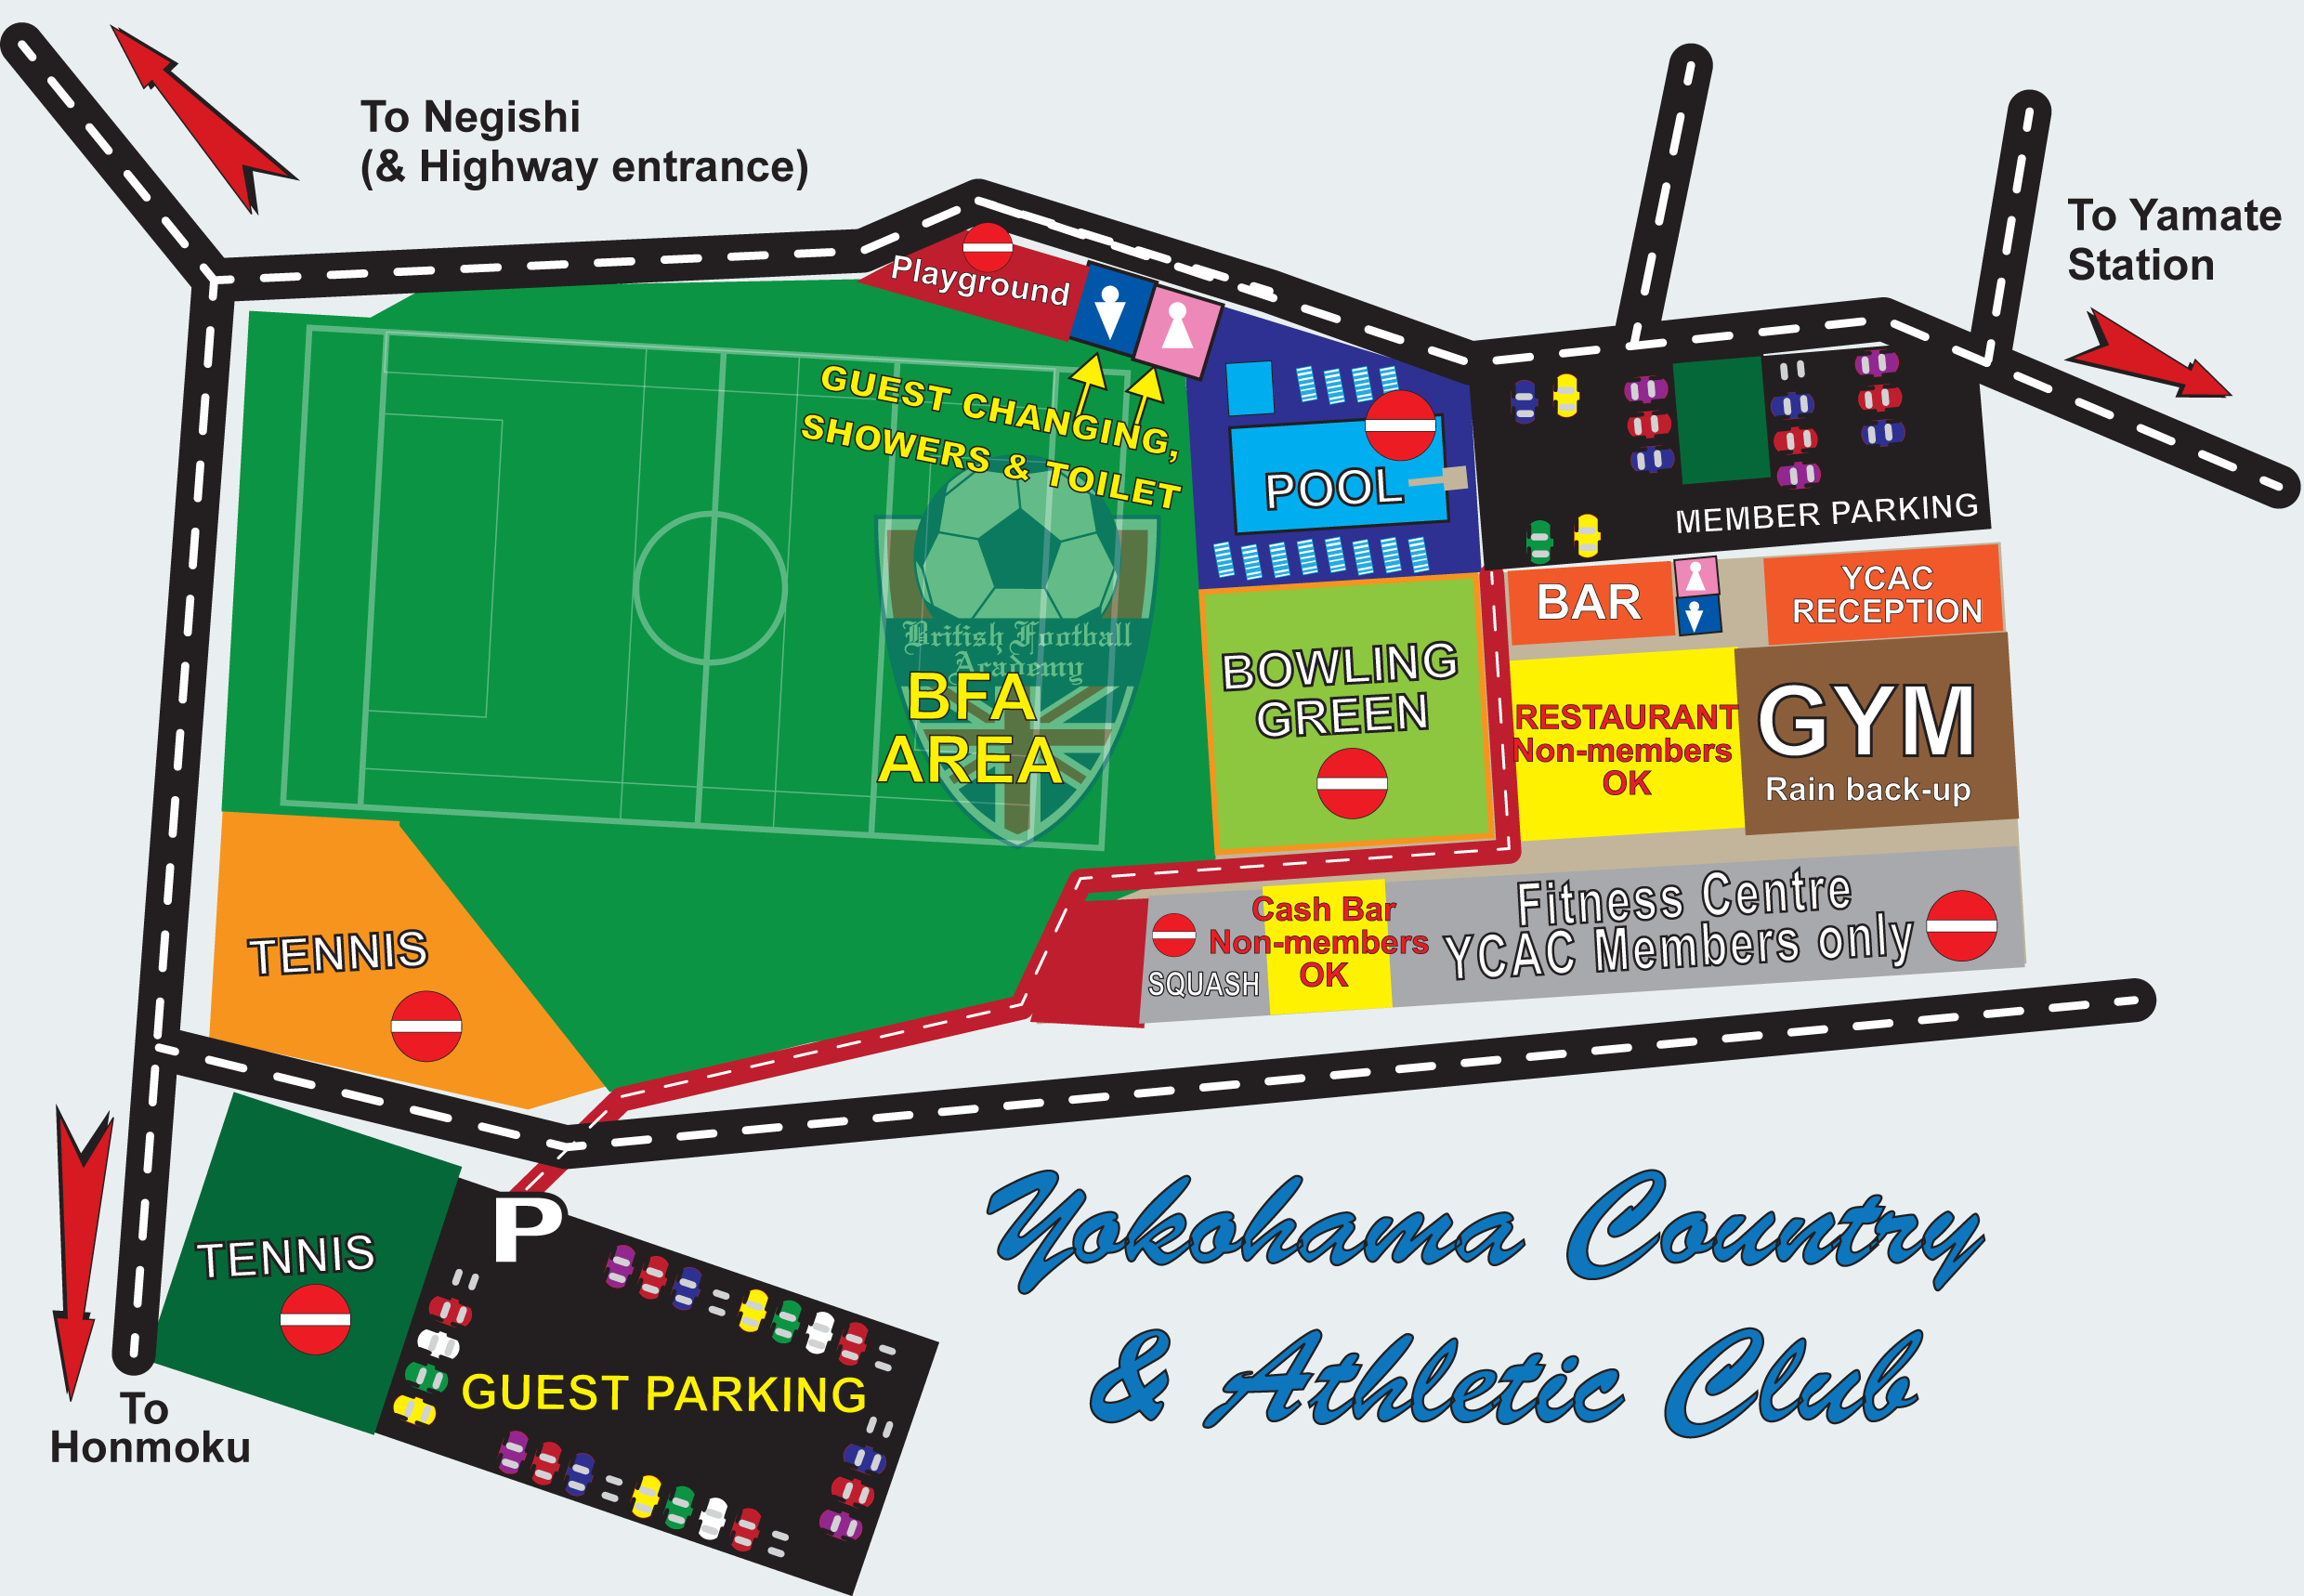 To Negishi
(& Highway entrance)
To Yamate
Station
Playground
GUEST CHANGING,
SHOWERS & TOILET
POOL
MEMBER PARKING
BAR
YCAC
RECEPTION
British Football
Academy
BFA
AREA
BOWLING
GREEN
RESTAURANT
Non-members
OK
GYM
Rain back-up
TENNIS
SQUASH
Cash Bar
Non-members
OK
Fitness Centre
YCAC Members only
TENNIS
P
GUEST PARKING
To
Honmoku
Yokohama Country
& Athletic Club